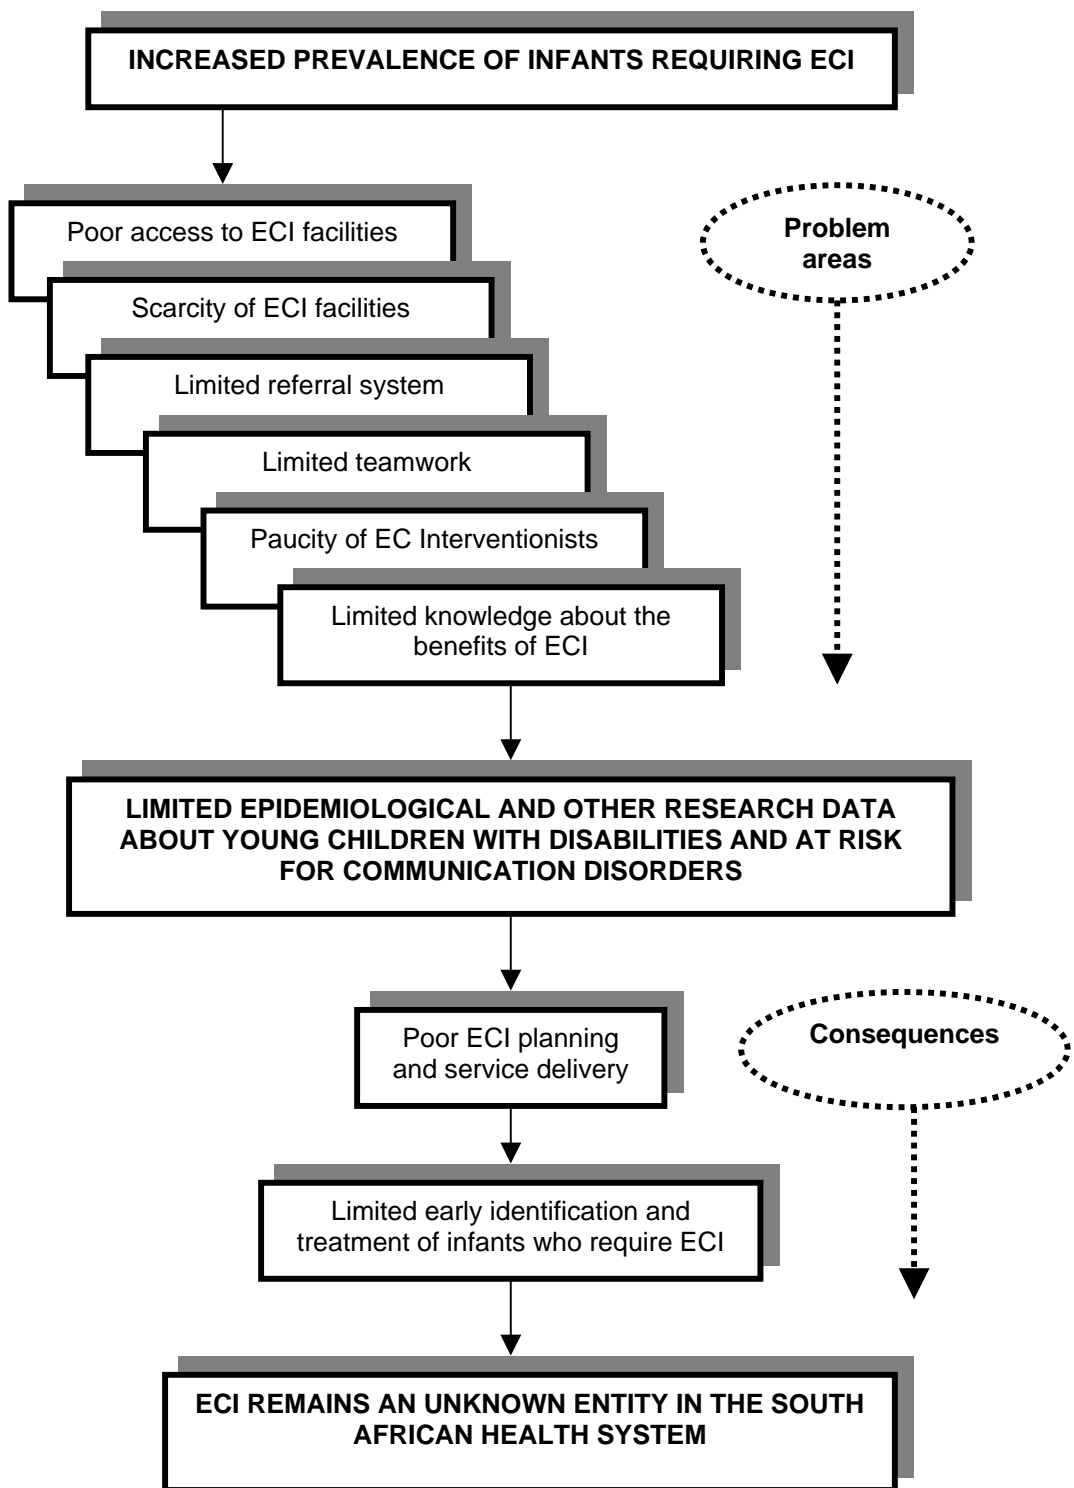 INCREASED PREVALENCE OF INFANTS REQUIRING ECI
Poor access to ECI facilities
Problem
areas
Scarcity of ECI facilities
Limited referral system
Limited teamwork
Paucity of EC Interventionists
Limited knowledge about the
benefits of ECI
LIMITED EPIDEMIOLOGICAL AND OTHER RESEARCH DATA
ABOUT YOUNG CHILDREN WITH DISABILITIES AND AT RISK
FOR COMMUNICATION DISORDERS
Poor ECI planning
and service delivery
Consequences
Limited early identification and
treatment of infants who require ECI
ECI REMAINS AN UNKNOWN ENTITY IN THE SOUTH
AFRICAN HEALTH SYSTEM